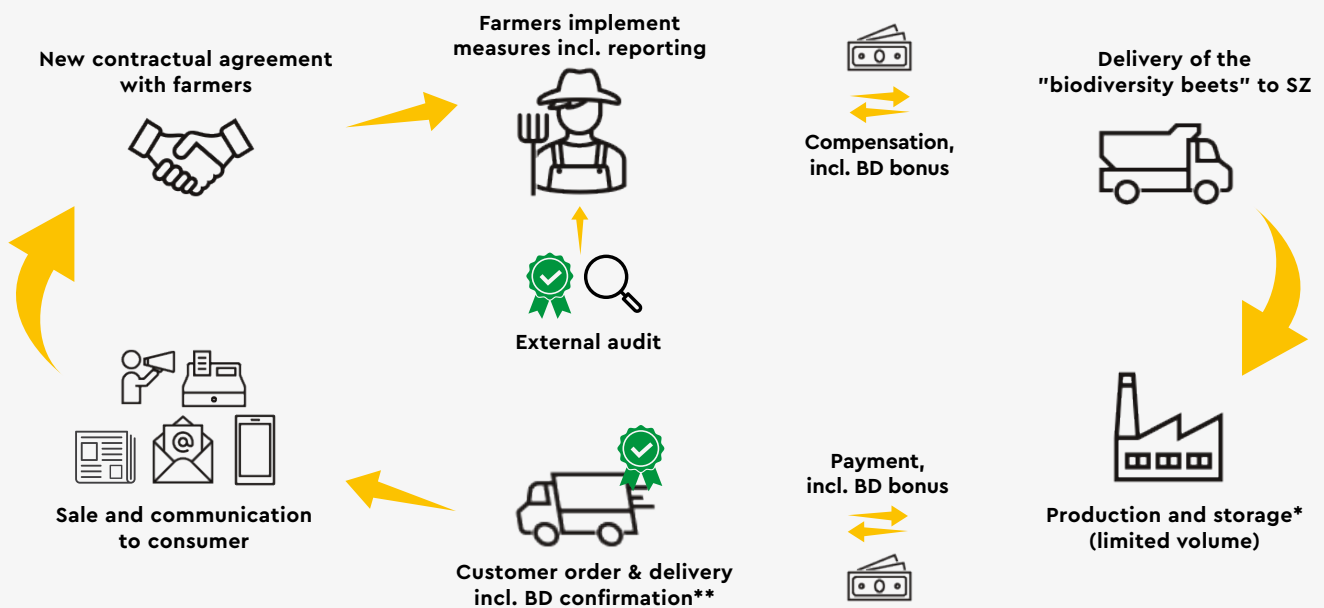 New contractual agreement
with farmers
Farmers implement
measures incl. reporting
Compensation,
incl. BD bonus
Delivery of the
"biodiversity beets" to SZ
External audit
Production and storage*
(limited volume)
Payment,
incl. BD bonus
Customer order & delivery
incl. BD confirmation**
@
Sale and communication
to consumer